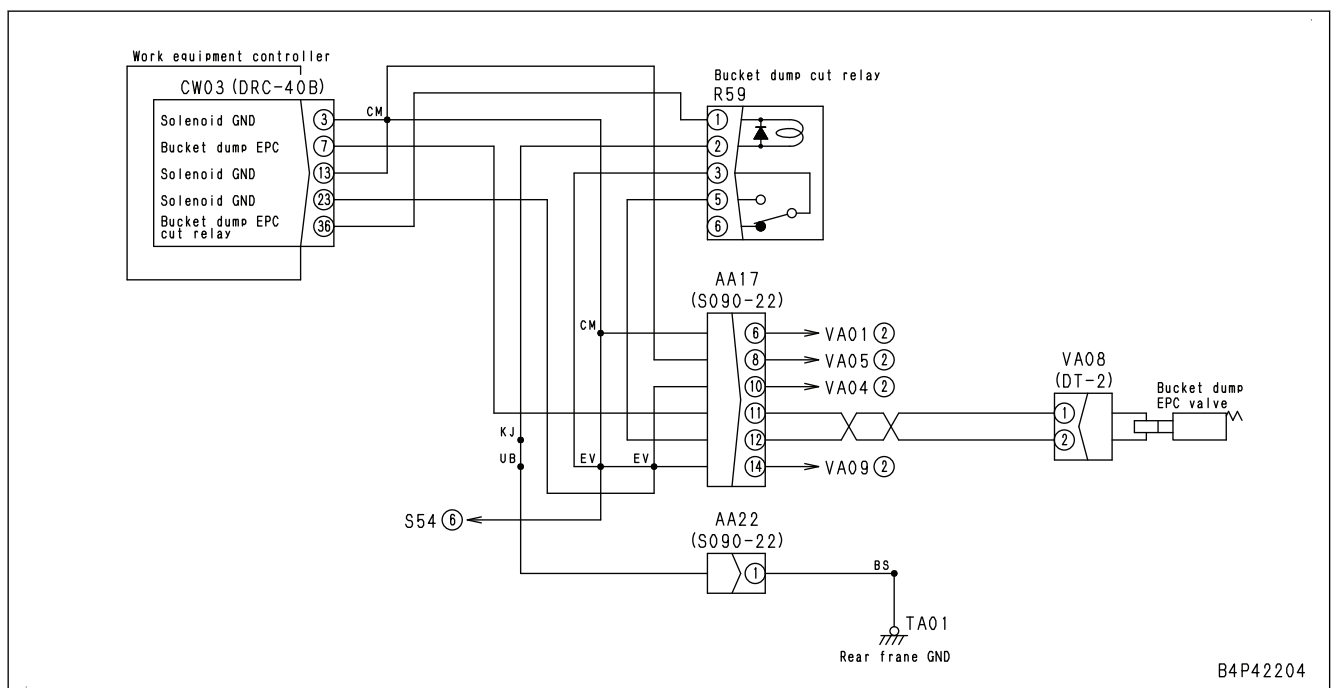 Work equipment controller
CW03 (DRC-40B)
Solenoid GND 3
Bucket dump EPC 7
Solenoid GND 13
Solenoid GND 23
Bucket dump EPC
cut relay 36
CM
Bucket dump cut relay
R59
1
2
3
5
6
AA17
(S090-22)
CM
6 VA01 2
8 VA05 2
10 VA04 2
11
12
14 VA09 2
VA08
(DT-2)
1
2
Bucket dump
EPC valve
KJ
UB
EV
EV
S54 6
AA22
(S090-22)
1
BS
TA01
Rear frane GND
B4P42204